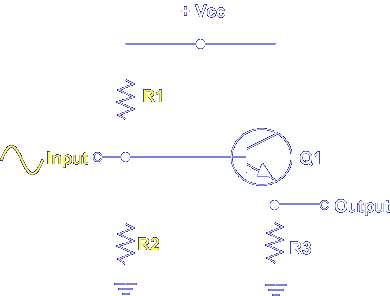 + Vcc
R1
Input
Q1
Output
R2
R3